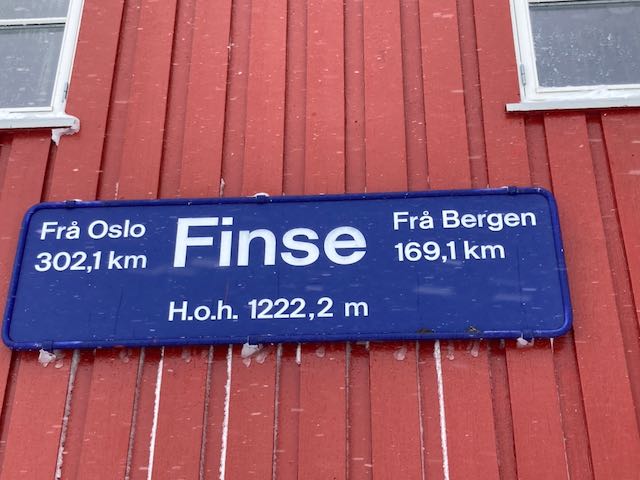 Frå Oslo
302,1 km
Finse
Frå Bergen
169,1 km
H.o.h. 1222,2 m